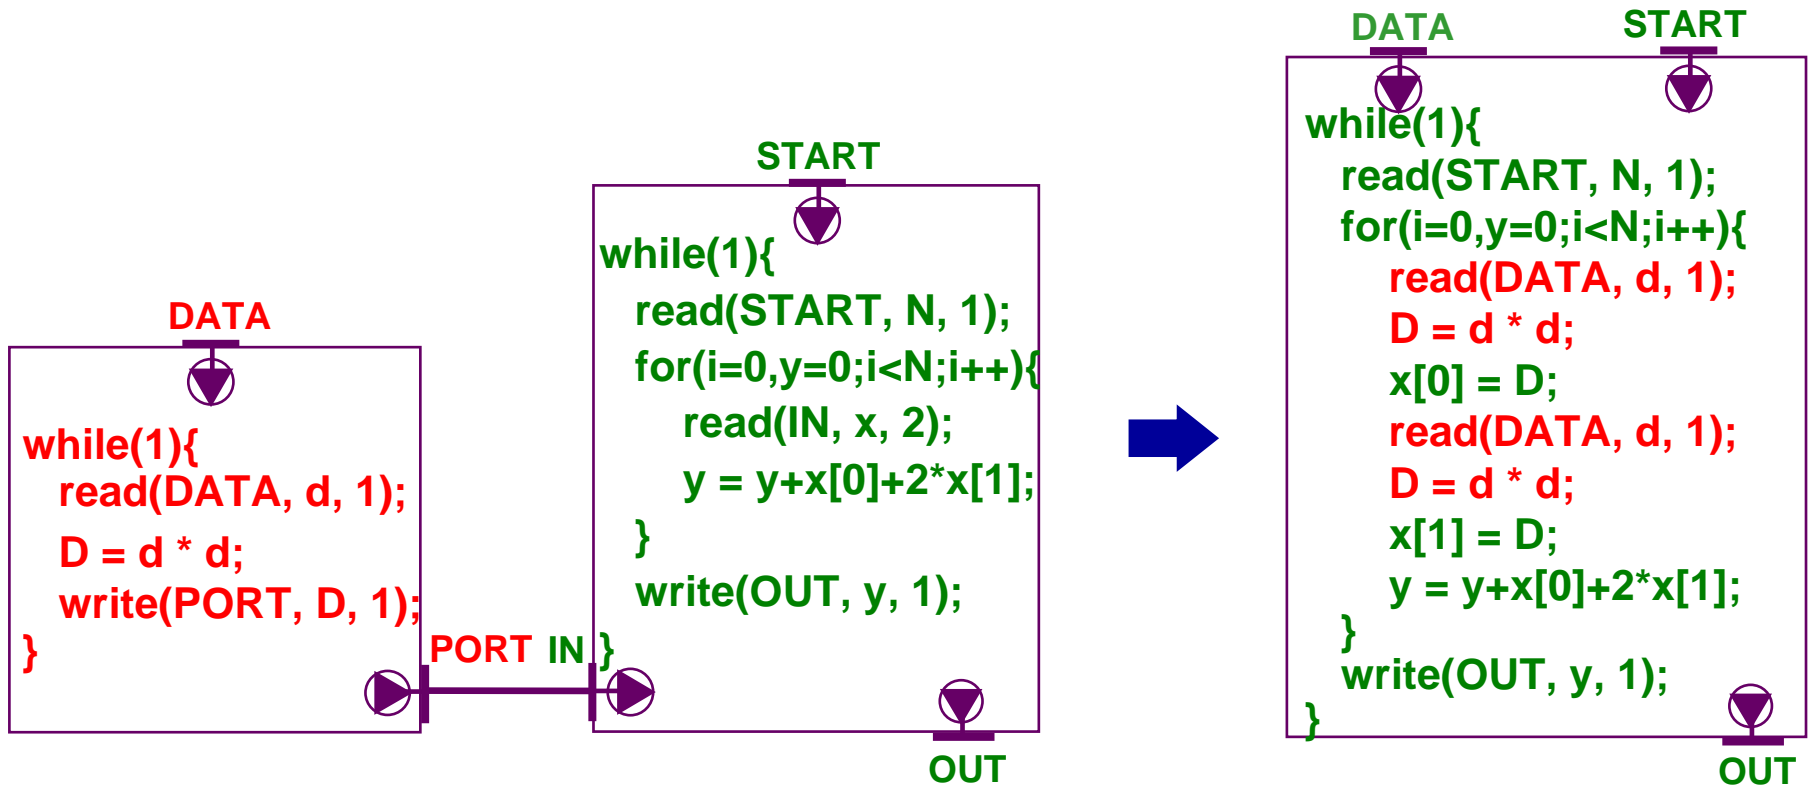 DATA
while(1){
read(DATA, d, 1);
D = d * d;
write(PORT, D, 1);
}
PORT
IN
START
while(1){
read(START, N, 1);
for(i=0,y=0;i<N;i++){
read(IN, x, 2);
y = y+x[0]+2*x[1];
}
write(OUT, y, 1);
}
OUT
DATA
START
while(1){
read(START, N, 1);
for(i=0,y=0;i<N;i++){
read(DATA, d, 1);
D = d * d;
x[0] = D;
read(DATA, d, 1);
D = d * d;
x[1] = D;
y = y+x[0]+2*x[1];
}
write(OUT, y, 1);
}
OUT